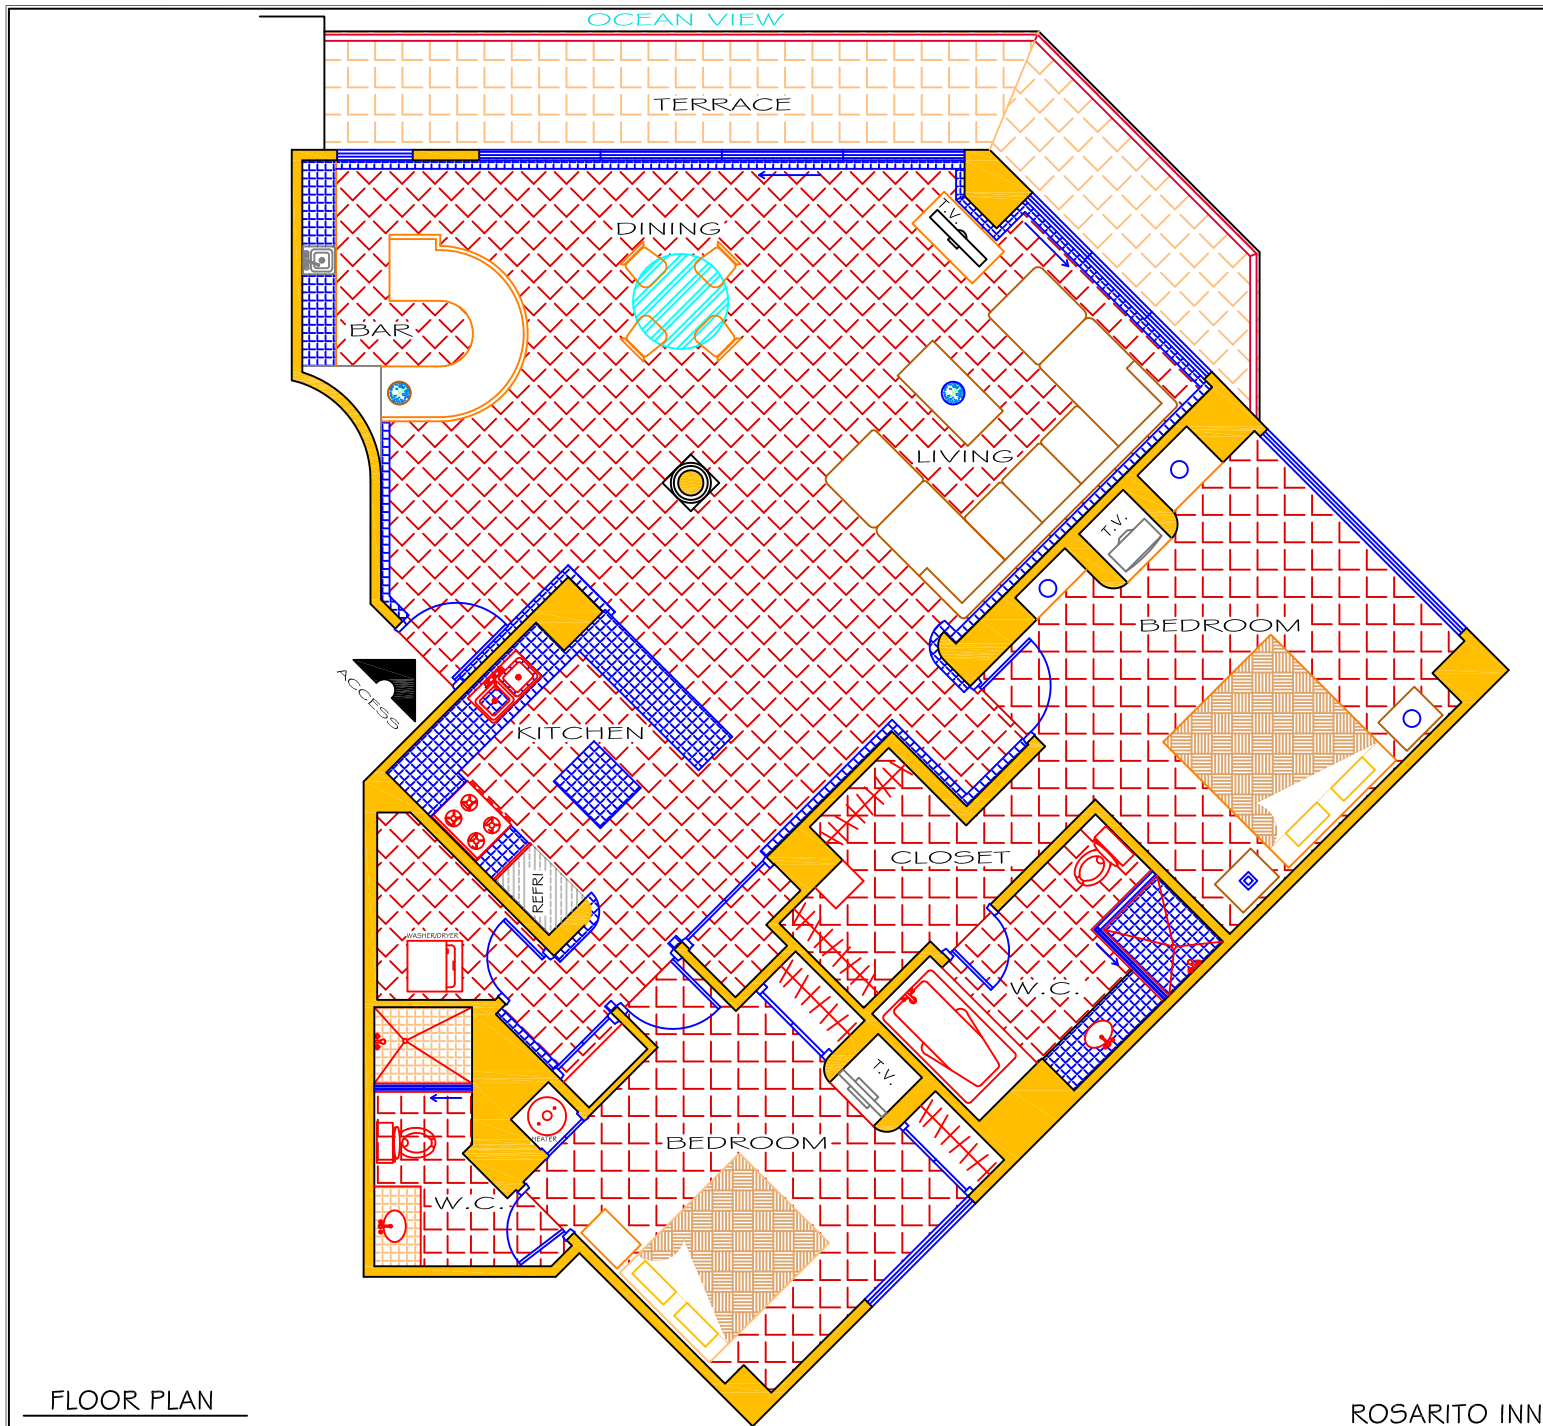 OCEAN VIEW
TERRACE
T.V.
DINING
BAR
LIVING
T.V.
BEDROOM
ACCESS
KITCHEN
CLOSET
REFRI
WASHER/DRYER
W.C.
T.V.
HEATER
BEDROOM
W.C.
FLOOR PLAN
ROSARITO INN